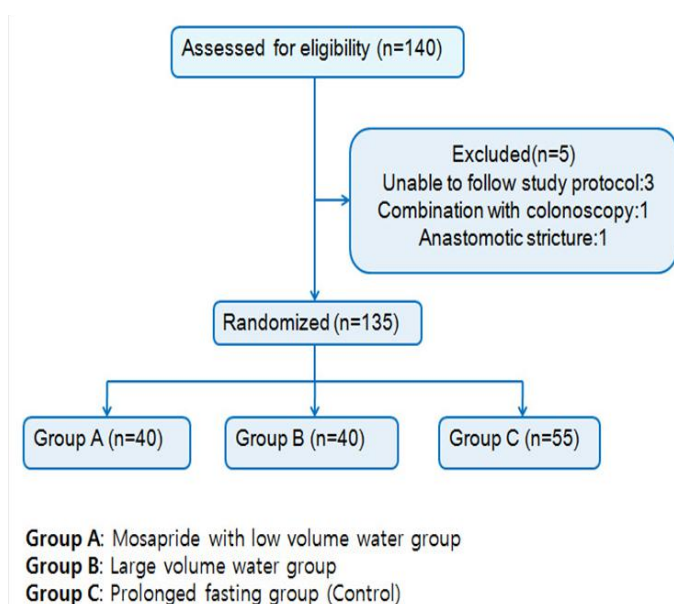 Assessed for eligibility (n=140)
Excluded(n=5)
Unable to follow study protocol:3
Combination with colonoscopy:1
Anastomotic stricture:1
Randomized (n=135)
Group A (n=40)
Group B (n=40)
Group C (n=55)
Group A: Mosapride with low volume water group
Group B: Large volume water group
Group C: Prolonged fasting group (Control)